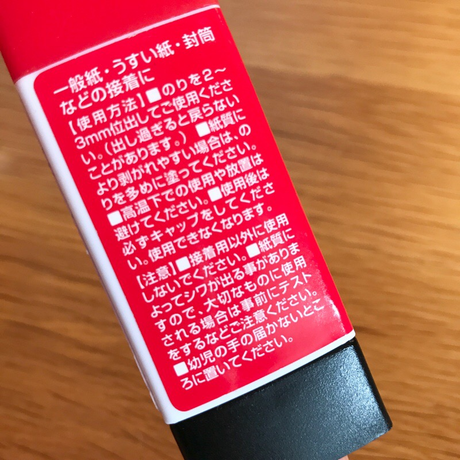 一般紙・うすい紙・封筒
などの接着に
【使用方法】■のりを2～
3mm位出してご使用くださ
い。（出し過ぎると戻らない
ことがあります。）■紙質に
より剥がれやすい場合は、の
りを多めに塗ってください。
■高温下での使用や放置は
避けてください。■使用後は
必ずキャップをしてくださ
い。使用できなくなります。
【注意】■接着用以外に使用
しないでください。■紙質に
よってシワが出る事がありま
すので、大切なものに使用
される場合は事前にテスト
をするなどご注意ください。
■幼児の手の届かないとこ
ろに置いてください。